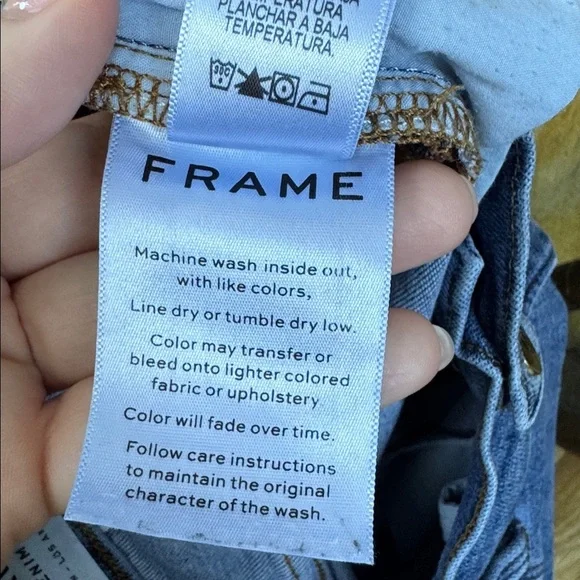 PLANCHAR A BAJA
TEMPERATURA.
FRAME
Machine wash inside out,
with like colors,
Line dry or tumble dry low.
Color may transfer or
bleed onto lighter colored
fabric or upholstery
Color will fade over time.
Follow care instructions
to maintain the original
character of the wash.